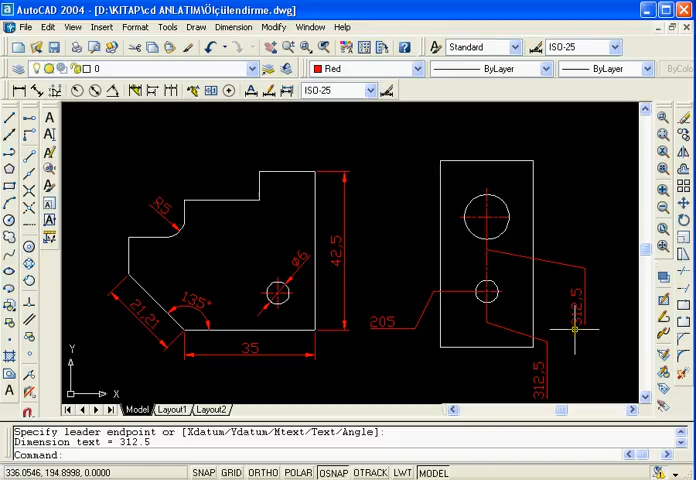 AutoCAD 2004 - [D:\KITAP\cd ANLATIM\Ölçülendirme.dwg]
File Edit View Insert Format Tools Draw Dimension Modify Window Help
Standard ISO-25
0 Red ByLayer ByLayer ByColo
ISO-25
R5
42,5
Ø6
135°
21,21
35
205
312,5
312,5
Y
X
Model Layout1 Layout2
Specify leader endpoint or [Xdatum/Ydatum/Mtext/Text/Angle]:
Dimension text = 312.5
Command:
336.0546, 194.8998, 0.0000 SNAP GRID ORTHO POLAR OSNAP OTRACK LWT MODEL